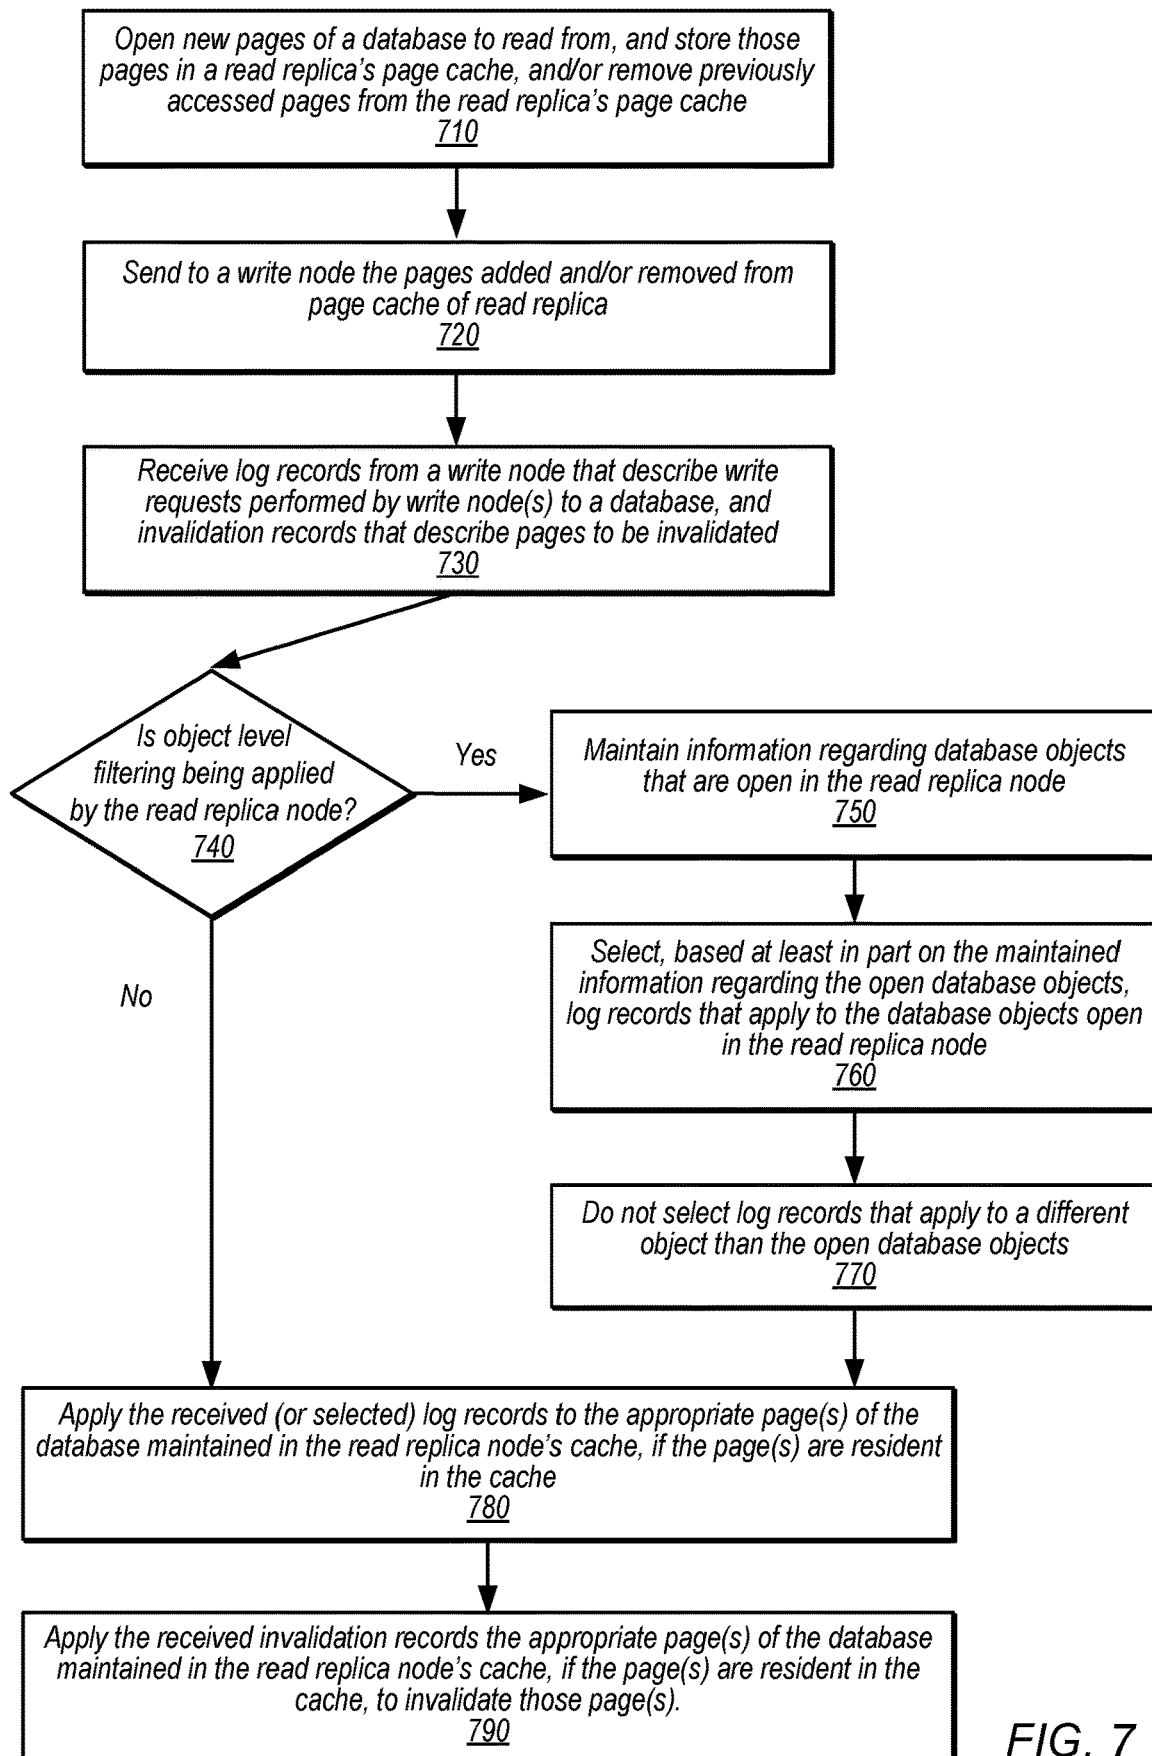 Open new pages of a database to read from, and store those
pages in a read replica's page cache, and/or remove previously
accessed pages from the read replica's page cache
710
Send to a write node the pages added and/or removed from
page cache of read replica
720
Receive log records from a write node that describe write
requests performed by write node(s) to a database, and
invalidation records that describe pages to be invalidated
730
Is object level
filtering being applied
by the read replica node?
740
Yes
Maintain information regarding database objects
that are open in the read replica node
750
Select, based at least in part on the maintained
information regarding the open database objects,
log records that apply to the database objects open
in the read replica node
760
No
Do not select log records that apply to a different
object than the open database objects
770
Apply the received (or selected) log records to the appropriate page(s) of the
database maintained in the read replica node's cache, if the page(s) are resident
in the cache
780
Apply the received invalidation records the appropriate page(s) of the database
maintained in the read replica node's cache, if the page(s) are resident in the
cache, to invalidate those page(s).
790
FIG. 7